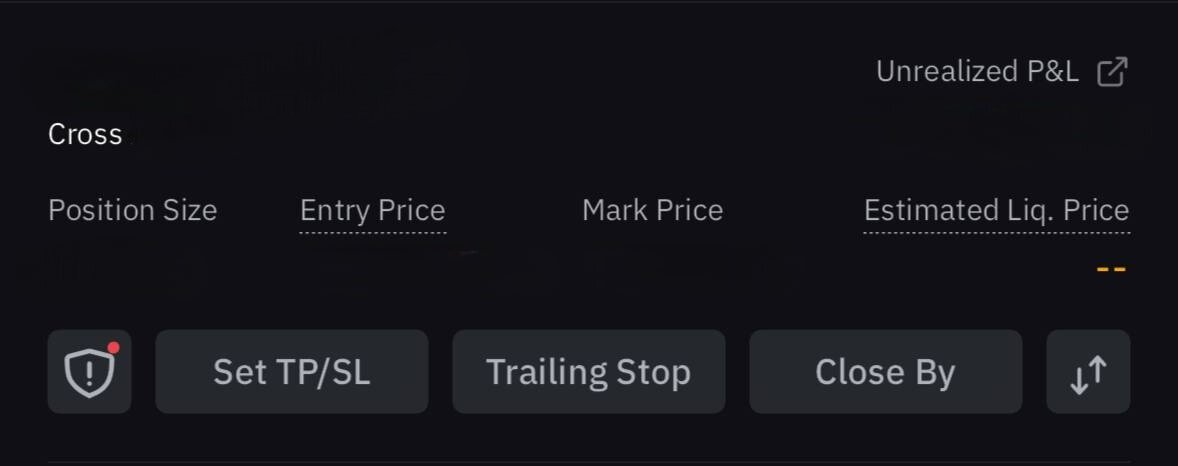 Unrealized P&L
Cross
Position Size Entry Price Mark Price Estimated Liq. Price
--
Set TP/SL Trailing Stop Close By